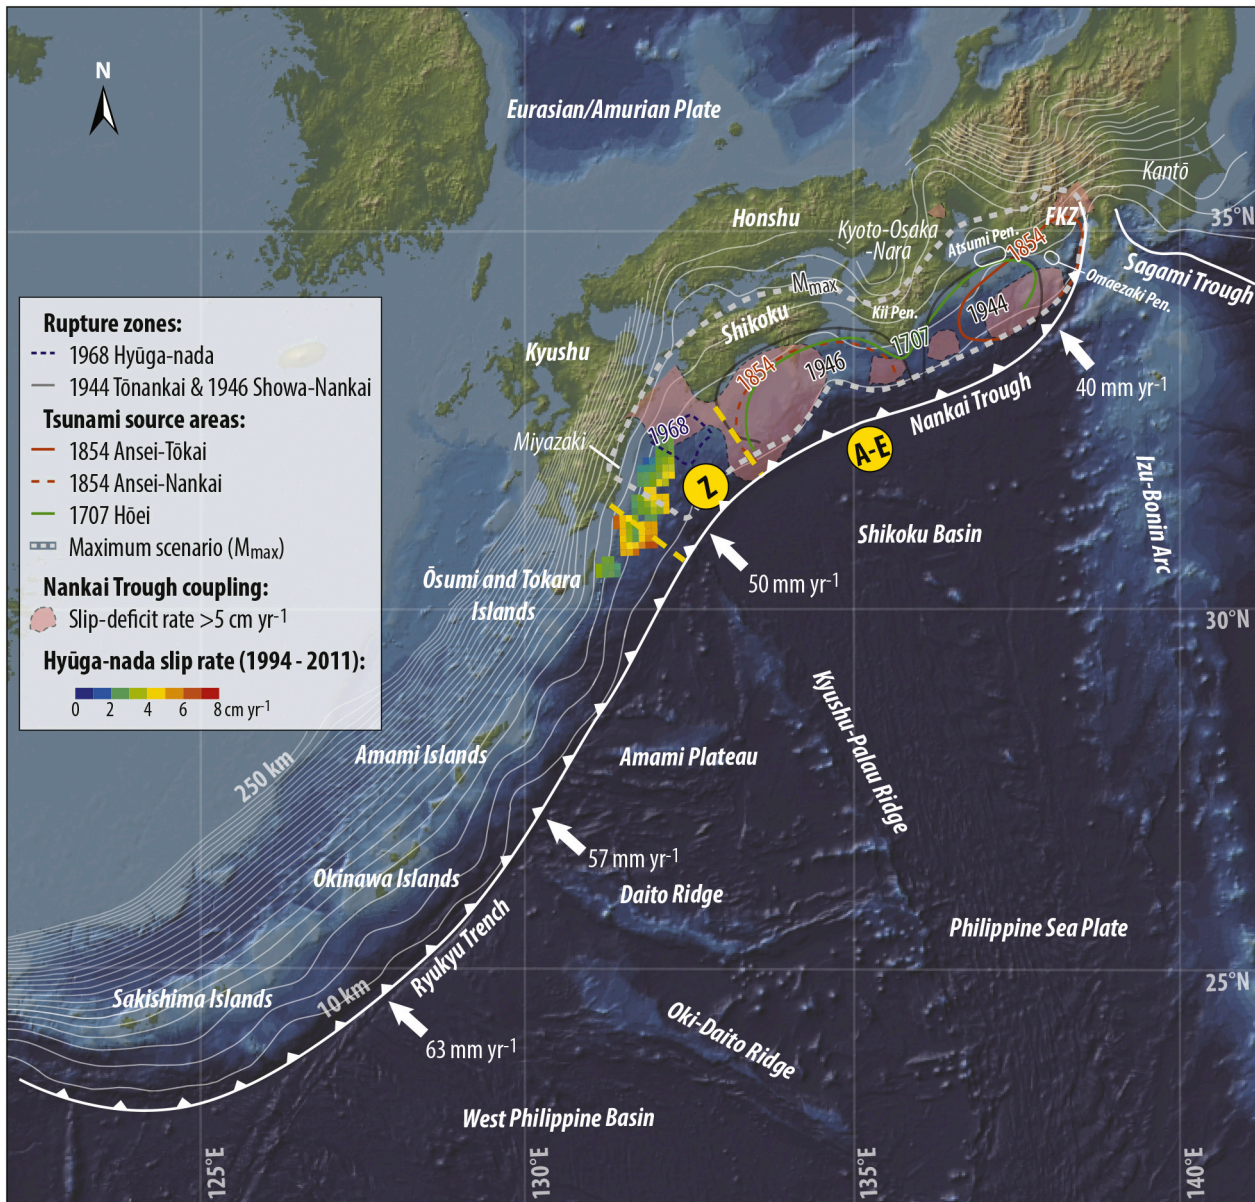 N
Eurasian/Amurian Plate
Kantō
Honshu
Kyoto-Osaka
-Nara
FKZ
35°N
Atsumi Pen.
1854
Omaezaki Pen.
Sagami Trough
Mmax
Kii Pen.
1944
Shikoku
1707
Kyushu
1854
1946
40 mm yr-1
Nankai Trough
Miyazaki
1968
A-E
Z
Izu-Bonin Arc
Shikoku Basin
50 mm yr-1
Ōsumi and Tokara
Islands
30°N
Rupture zones:
1968 Hyūga-nada
1944 Tōnankai & 1946 Showa-Nankai
Tsunami source areas:
1854 Ansei-Tōkai
1854 Ansei-Nankai
1707 Hōei
Maximum scenario (Mmax)
Nankai Trough coupling:
Slip-deficit rate >5 cm yr-1
Hyūga-nada slip rate (1994 - 2011):
0 2 4 6 8 cm yr-1
Kyushu-Palau Ridge
Amami Islands
Amami Plateau
250 km
57 mm yr-1
Okinawa Islands
Daito Ridge
Philippine Sea Plate
Ryukyu Trench
25°N
Sakishima Islands
10 km
Oki-Daito Ridge
63 mm yr-1
West Philippine Basin
125°E
130°E
135°E
140°E